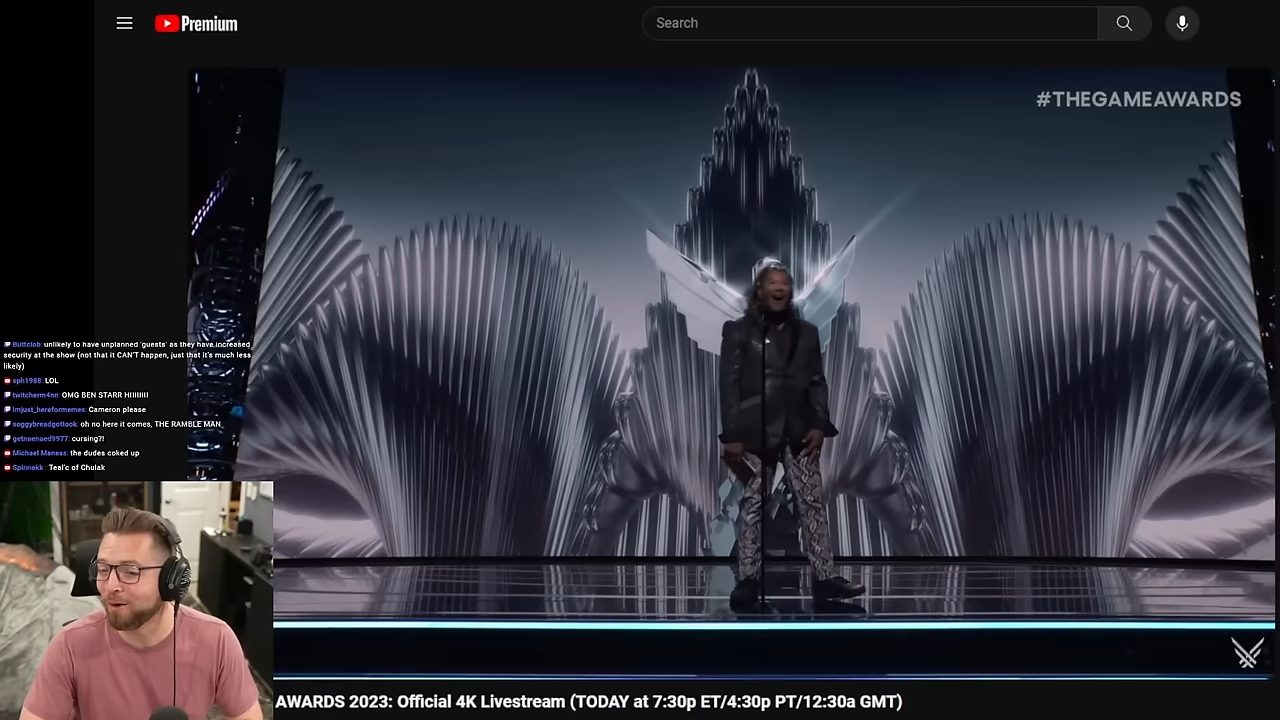 Premium
Search
#THEGAMEAWARDS
Buttclob: unlikely to have unplanned 'guests' as they have increased
security at the show (not that it CAN'T happen, just that it's much less
likely)
sph1988: LOL
twitcherm4nn: OMG BEN STARR HIIIIIIII
imjust_hereformemes: Cameron please
soggybreadgottook: oh no here it comes, THE RAMBLE MAN
getnaenaed9977: cursing?!
Michael Maness: the dudes coked up
Spinnekk: Teal'c of Chulak
AWARDS 2023: Official 4K Livestream (TODAY at 7:30p ET/4:30p PT/12:30a GMT)